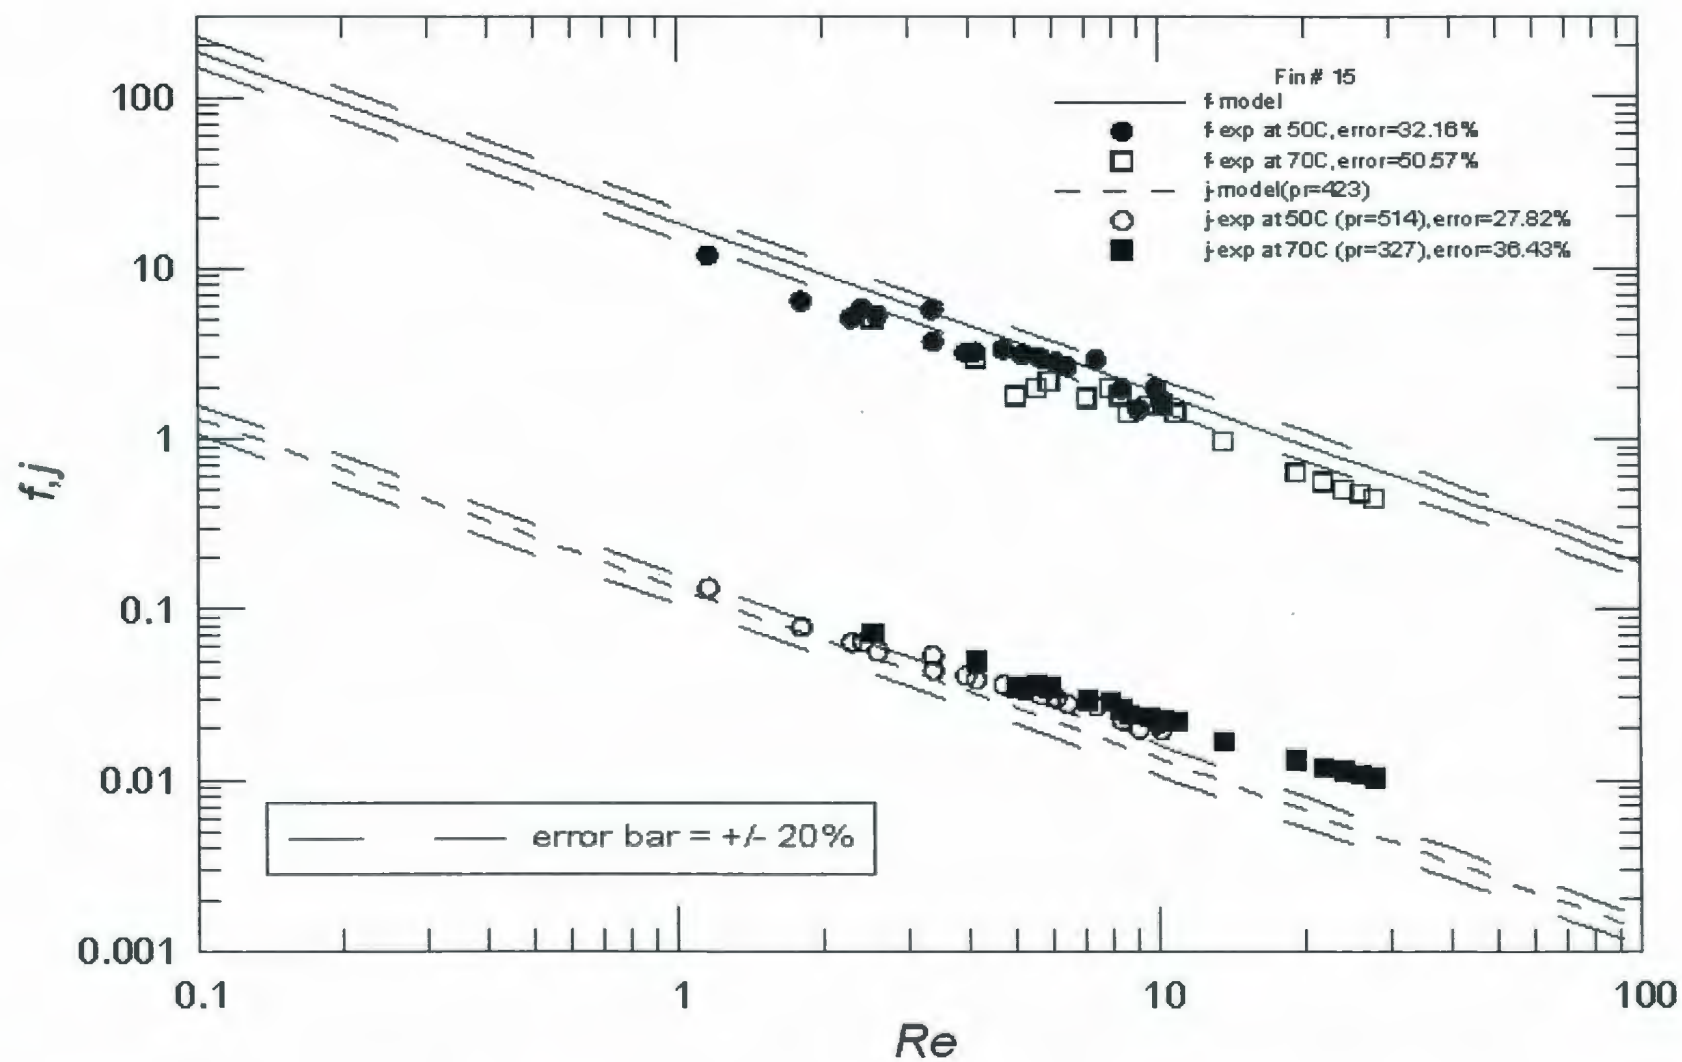 Fin# 15
f-model
f-exp at 50C,error=32.16%
f-exp at 70C,error=50.57%
j-model(pr=423)
j-exp at 50C (pr=514),error=27.82%
j-exp at 70C (pr=327),error=36.43%
100
10
1
0.1
0.01
0.001
f,j
error bar = +/- 20%
0.1 1 10 100
Re